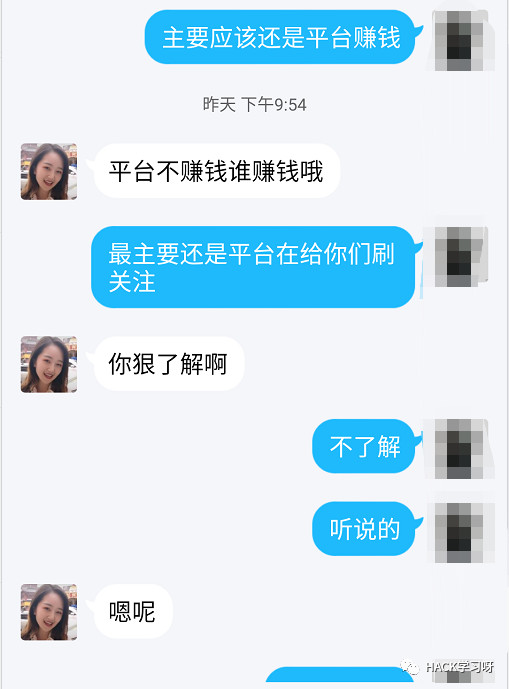 主要应该还是平台赚钱
昨天 下午9:54
平台不赚钱谁赚钱哦
最主要还是平台在给你们刷
关注
你狠了解啊
不了解
听说的
嗯呢
HACK学习呀